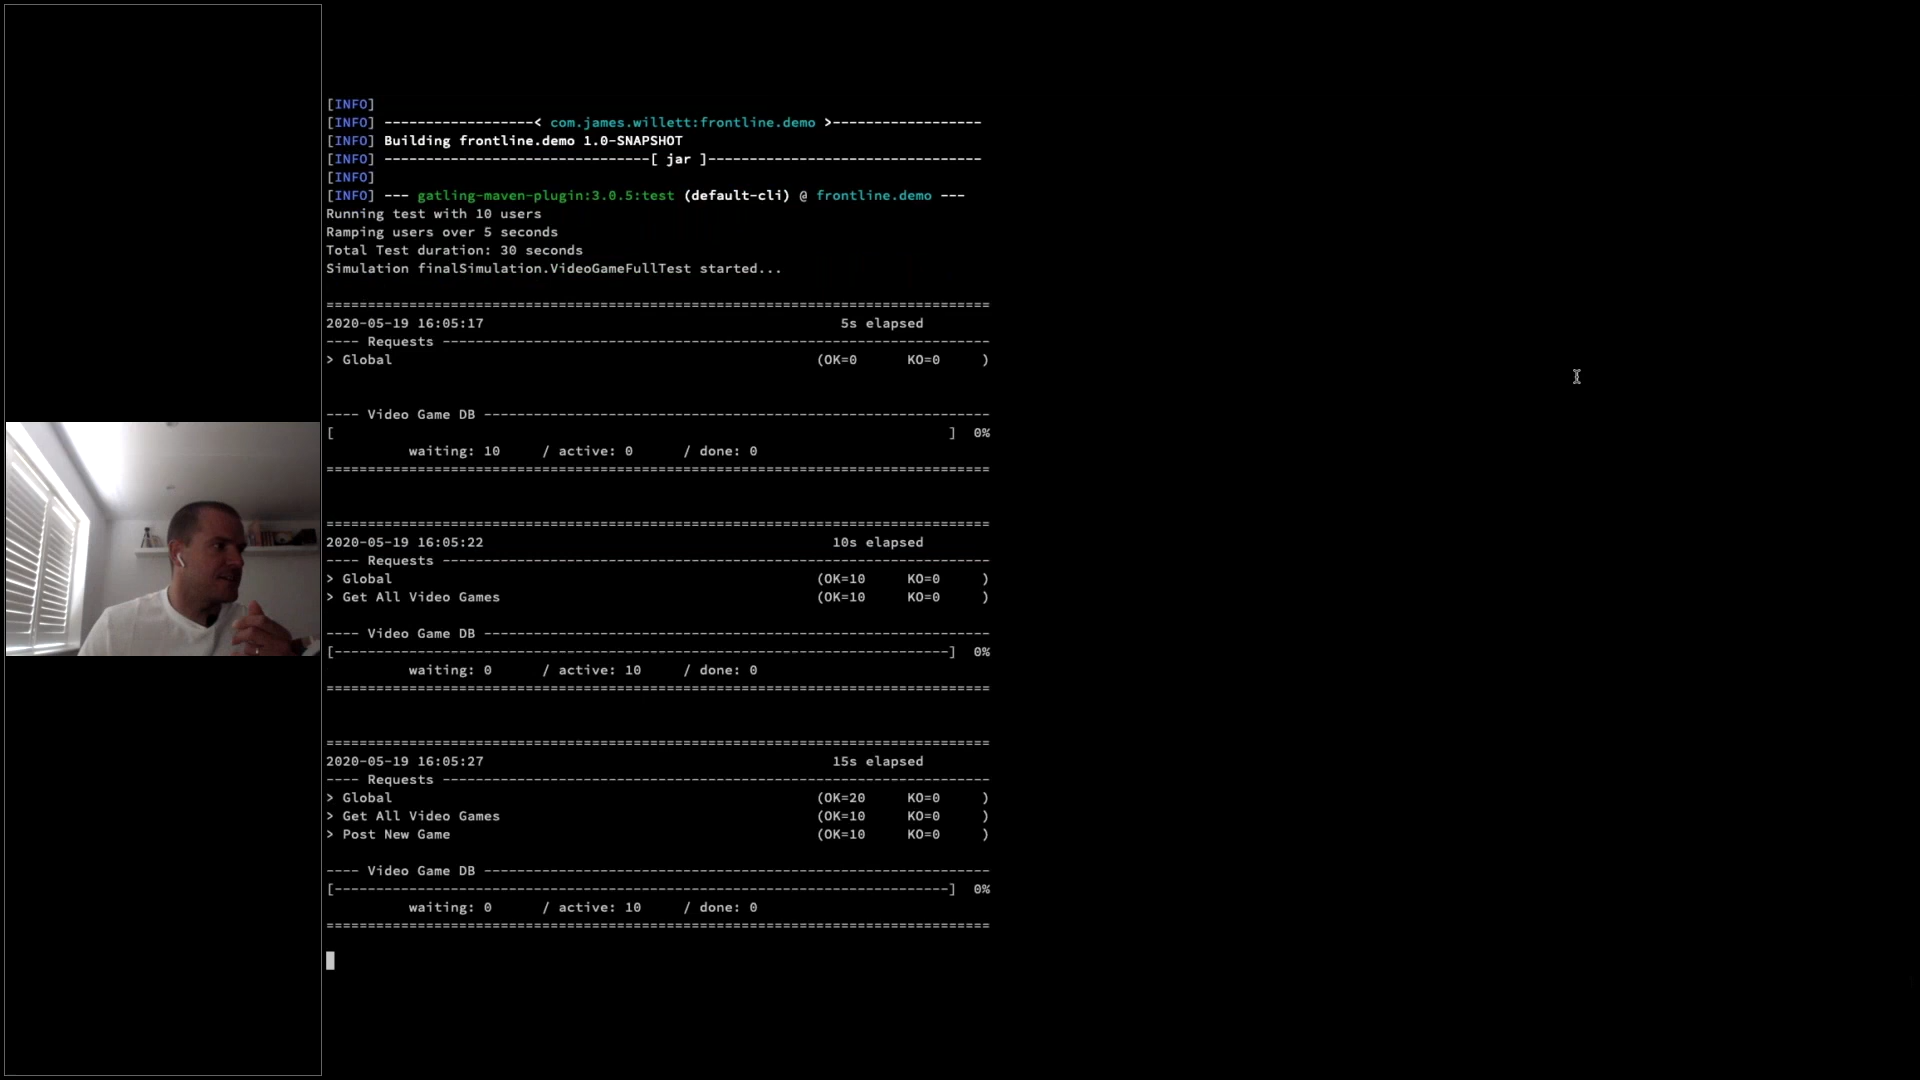 [INFO]
[INFO] ------------------< com.james.willett:frontline.demo >------------------
[INFO] Building frontline.demo 1.0-SNAPSHOT
[INFO] --------------------------------[ jar ]---------------------------------
[INFO]
[INFO] --- gatling-maven-plugin:3.0.5:test (default-cli) @ frontline.demo ---
Running test with 10 users
Ramping users over 5 seconds
Total Test duration: 30 seconds
Simulation finalSimulation.VideoGameFullTest started...
================================================================================
2020-05-19 16:05:17                                           5s elapsed
---- Requests ------------------------------------------------------------------
> Global                                                   (OK=0      KO=0     )
---- Video Game DB -------------------------------------------------------------
[                                                                          ]  0%
          waiting: 10     / active: 0      / done: 0
================================================================================
================================================================================
2020-05-19 16:05:22                                          10s elapsed
---- Requests ------------------------------------------------------------------
> Global                                                   (OK=10     KO=0     )
> Get All Video Games                                      (OK=10     KO=0     )
---- Video Game DB -------------------------------------------------------------
[--------------------------------------------------------------------------]  0%
          waiting: 0      / active: 10     / done: 0
================================================================================
================================================================================
2020-05-19 16:05:27                                          15s elapsed
---- Requests ------------------------------------------------------------------
> Global                                                   (OK=20     KO=0     )
> Get All Video Games                                      (OK=10     KO=0     )
> Post New Game                                            (OK=10     KO=0     )
---- Video Game DB -------------------------------------------------------------
[--------------------------------------------------------------------------]  0%
          waiting: 0      / active: 10     / done: 0
================================================================================